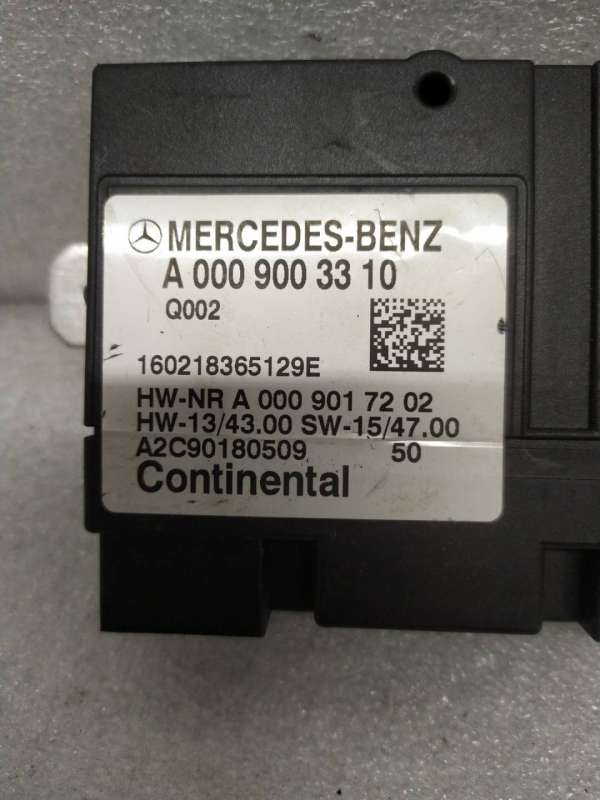 MERCEDES-BENZ
A 000 900 33 10
Q002
160218365129E
HW-NR A 000 901 72 02
HW-13/43.00 SW-15/47.00
A2C90180509 50
Continental